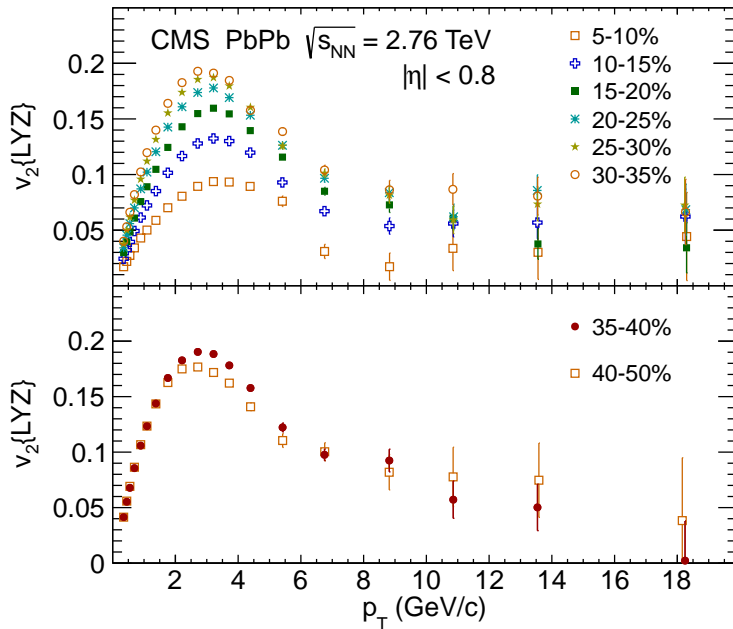 CMS PbPb √s_NN = 2.76 TeV
|η| < 0.8
5-10%
10-15%
15-20%
20-25%
25-30%
30-35%
0.2
0.15
0.1
0.05
v₂{LYZ}
35-40%
40-50%
0.2
0.15
0.1
0.05
0
v₂{LYZ}
2 4 6 8 10 12 14 16 18
p_T (GeV/c)